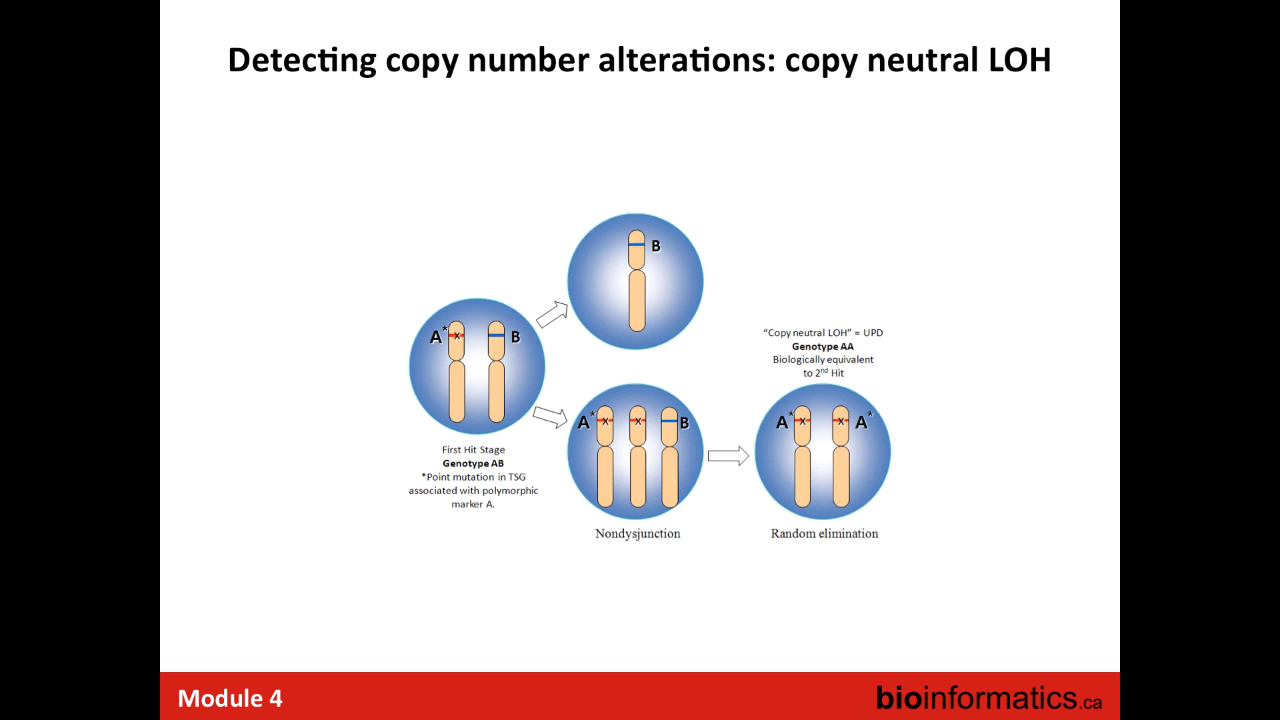 Detecting copy number alterations: copy neutral LOH
B
A* x B
First Hit Stage
Genotype AB
*Point mutation in TSG
associated with polymorphic
marker A.
A* x x B
Nondysjunction
“Copy neutral LOH” = UPD
Genotype AA
Biologically equivalent
to 2nd Hit
A* x x A*
Random elimination
Module 4
bioinformatics.ca